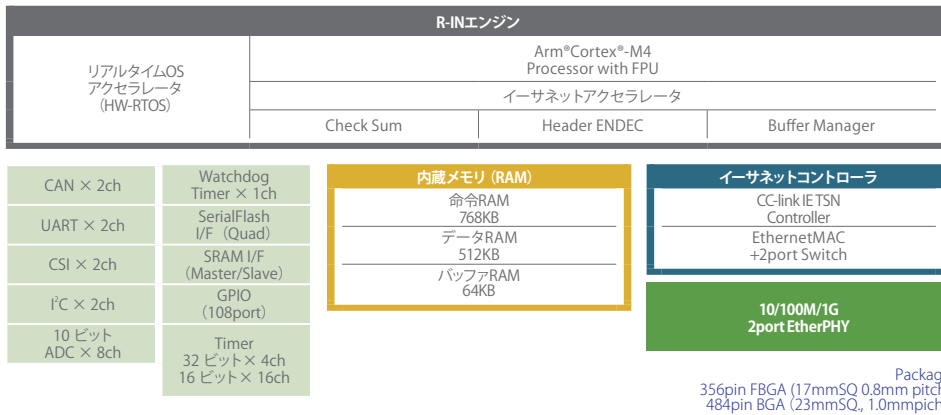 R-INエンジン
リアルタイムOS
アクセラレータ
（HW-RTOS）
Arm®Cortex®-M4
Processor with FPU
イーサネットアクセラレータ
Check Sum
Header ENDEC
Buffer Manager
CAN × 2ch
UART × 2ch
CSI × 2ch
I²C × 2ch
10 ビット
ADC × 8ch
Watchdog
Timer × 1ch
SerialFlash
I/F（Quad）
SRAM I/F
（Master/Slave）
GPIO
（108port）
Timer
32 ビット× 4ch
16 ビット× 16ch
内蔵メモリ（RAM）
命令RAM
768KB
データRAM
512KB
バッファRAM
64KB
イーサネットコントローラ
CC-link IE TSN
Controller
EthernetMAC
+2port Switch
10/100M/1G
2port EtherPHY
Packag
356pin FBGA (17mmSQ 0.8mm pitch
484pin BGA (23mmSQ., 1.0mmpich